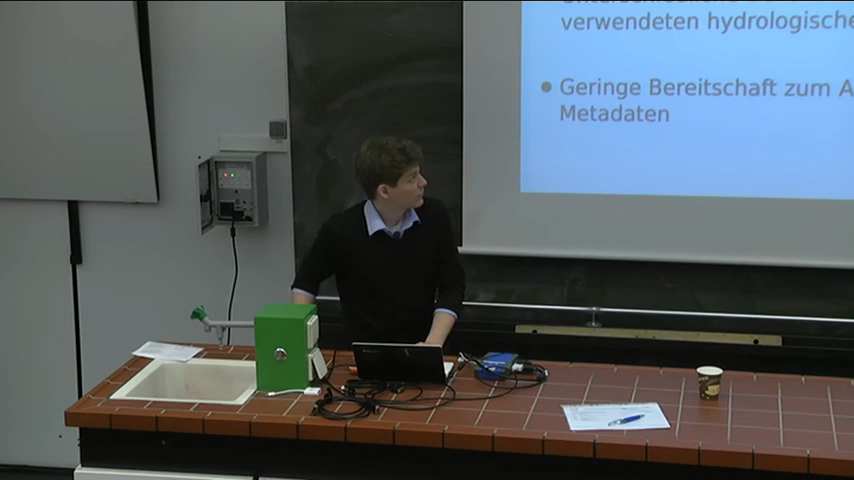 verwendeten hydrologische
Geringe Bereitschaft zum A
Metadaten